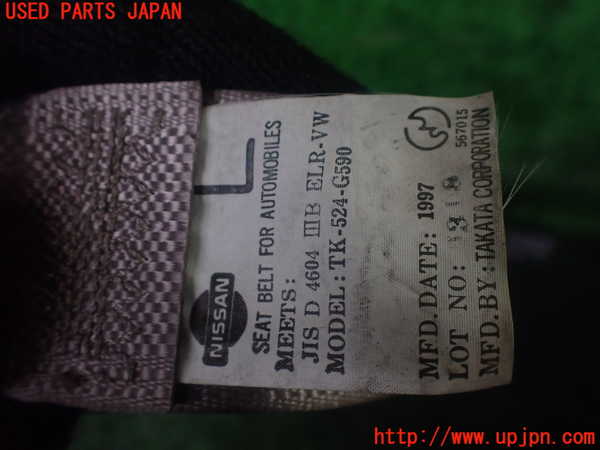 USED PARTS JAPAN
L
NISSAN
SEAT BELT FOR AUTOMOBILES
MEETS:
JIS D 4604 ⅢB ELR-VW
MODEL: TK-524-G590
567015
MFD.DATE: 1997
LOT NO:
MFD.BY: TAKATA CORPORATION
http://www.upjpn.com